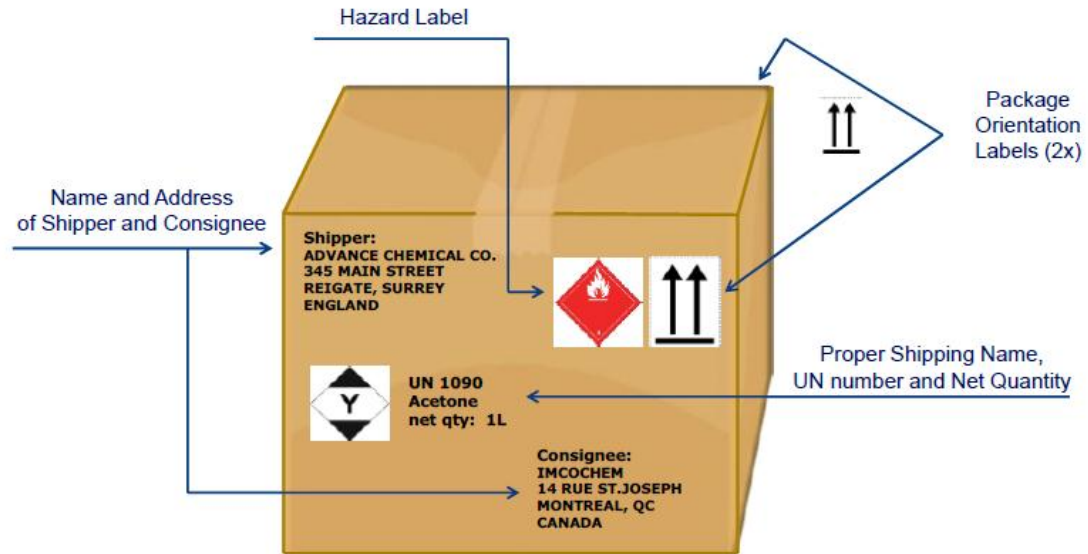 Hazard Label
Package
Orientation
Labels (2x)
Name and Address
of Shipper and Consignee
Shipper:
ADVANCE CHEMICAL CO.
345 MAIN STREET
REIGATE, SURREY
ENGLAND
Proper Shipping Name,
UN number and Net Quantity
Y
UN 1090
Acetone
net qty: 1L
Consignee:
IMCOCHEM
14 RUE ST.JOSEPH
MONTREAL, QC
CANADA